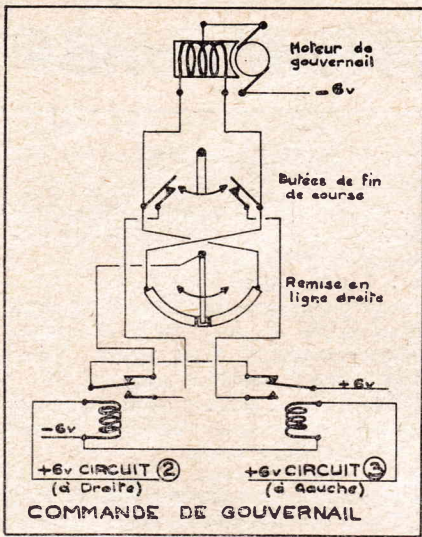 Moteur de
gouvernail
-6v
Butées de fin
de course
Remise en
ligne droite
+6v
-6v
+6v CIRCUIT ②
(à Droite)
+6v CIRCUIT ③
(à Gauche)
COMMANDE DE GOUVERNAIL